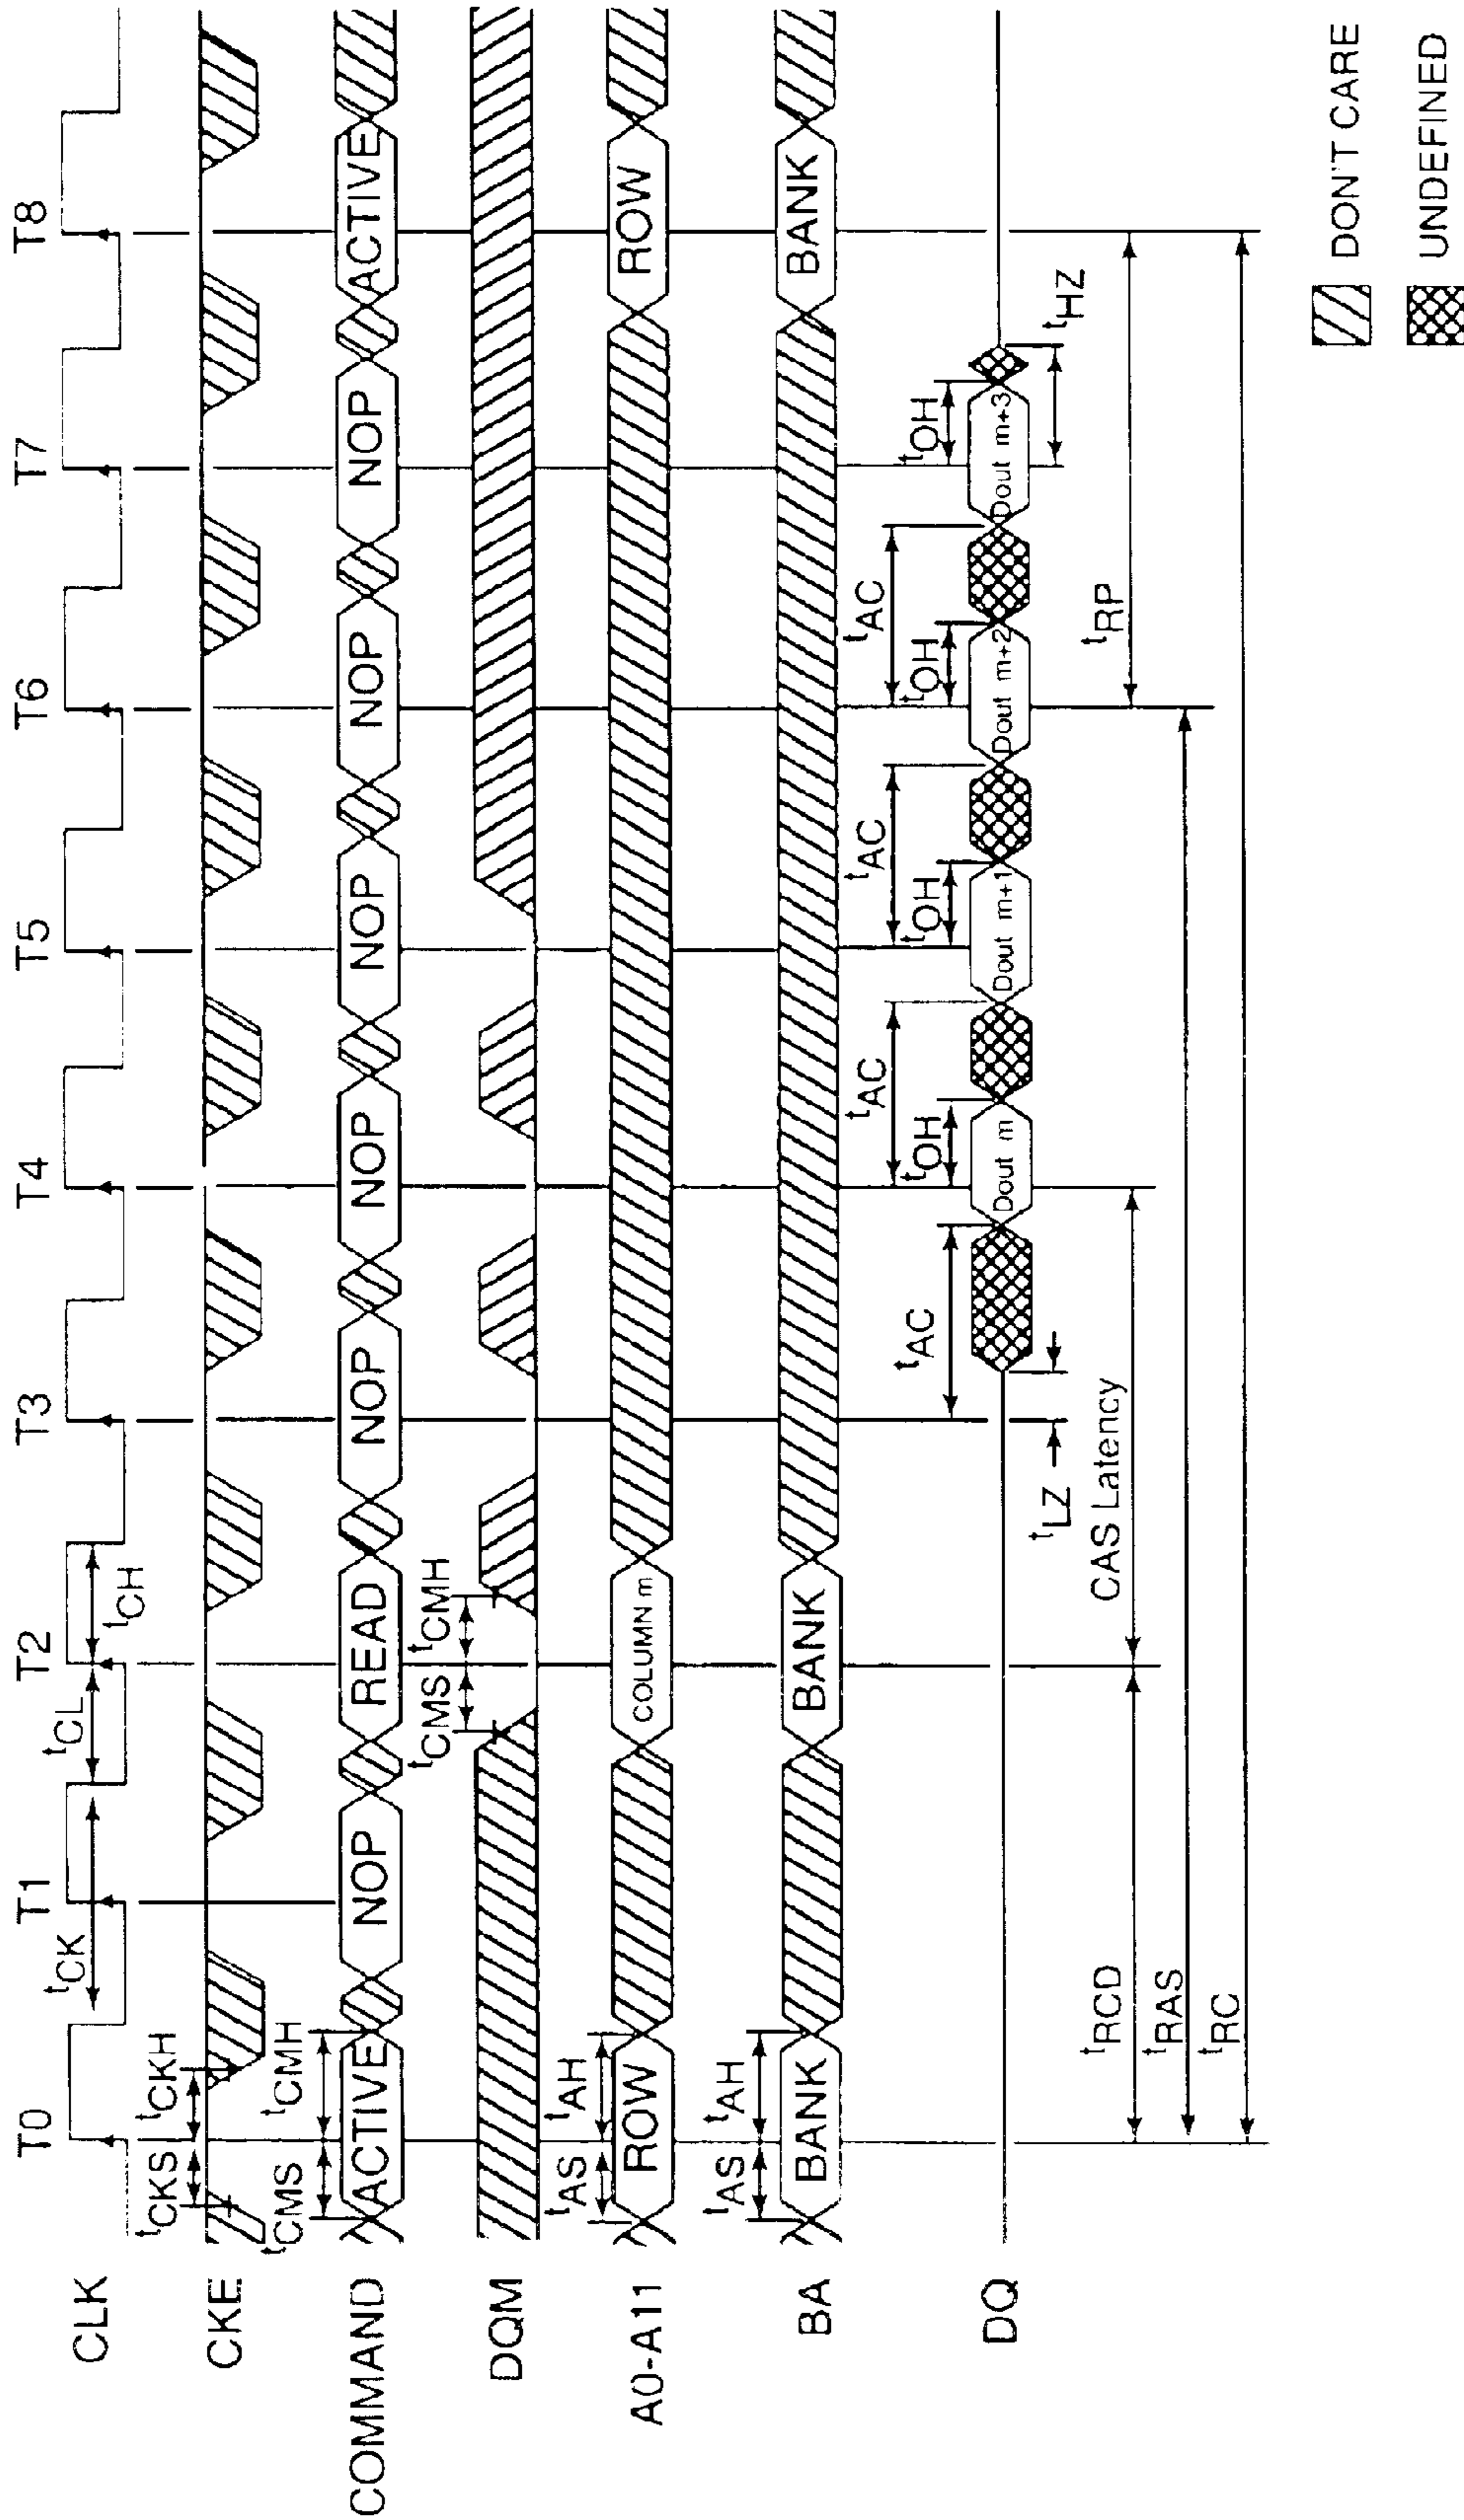 T0 T1 T2 T3 T4 T5 T6 T7 T8
CLK
tCK tCL tCH
tCKS tCKH
CKE
tCMS tCMH
COMMAND ACTIVE NOP READ NOP NOP NOP NOP NOP ACTIVE
tCMS tCMH
DQM
tAS tAH
A0-A11 ROW COLUMN m ROW
tAS tAH
BA BANK BANK BANK
tAC tAC tAC
tAC tOH tOH tOH tOH
DQ Dout m Dout m+1 Dout m+2 Dout m+3
tLZ tHZ
tRCD CAS Latency tRP
tRAS
tRC
DON'T CARE
UNDEFINED